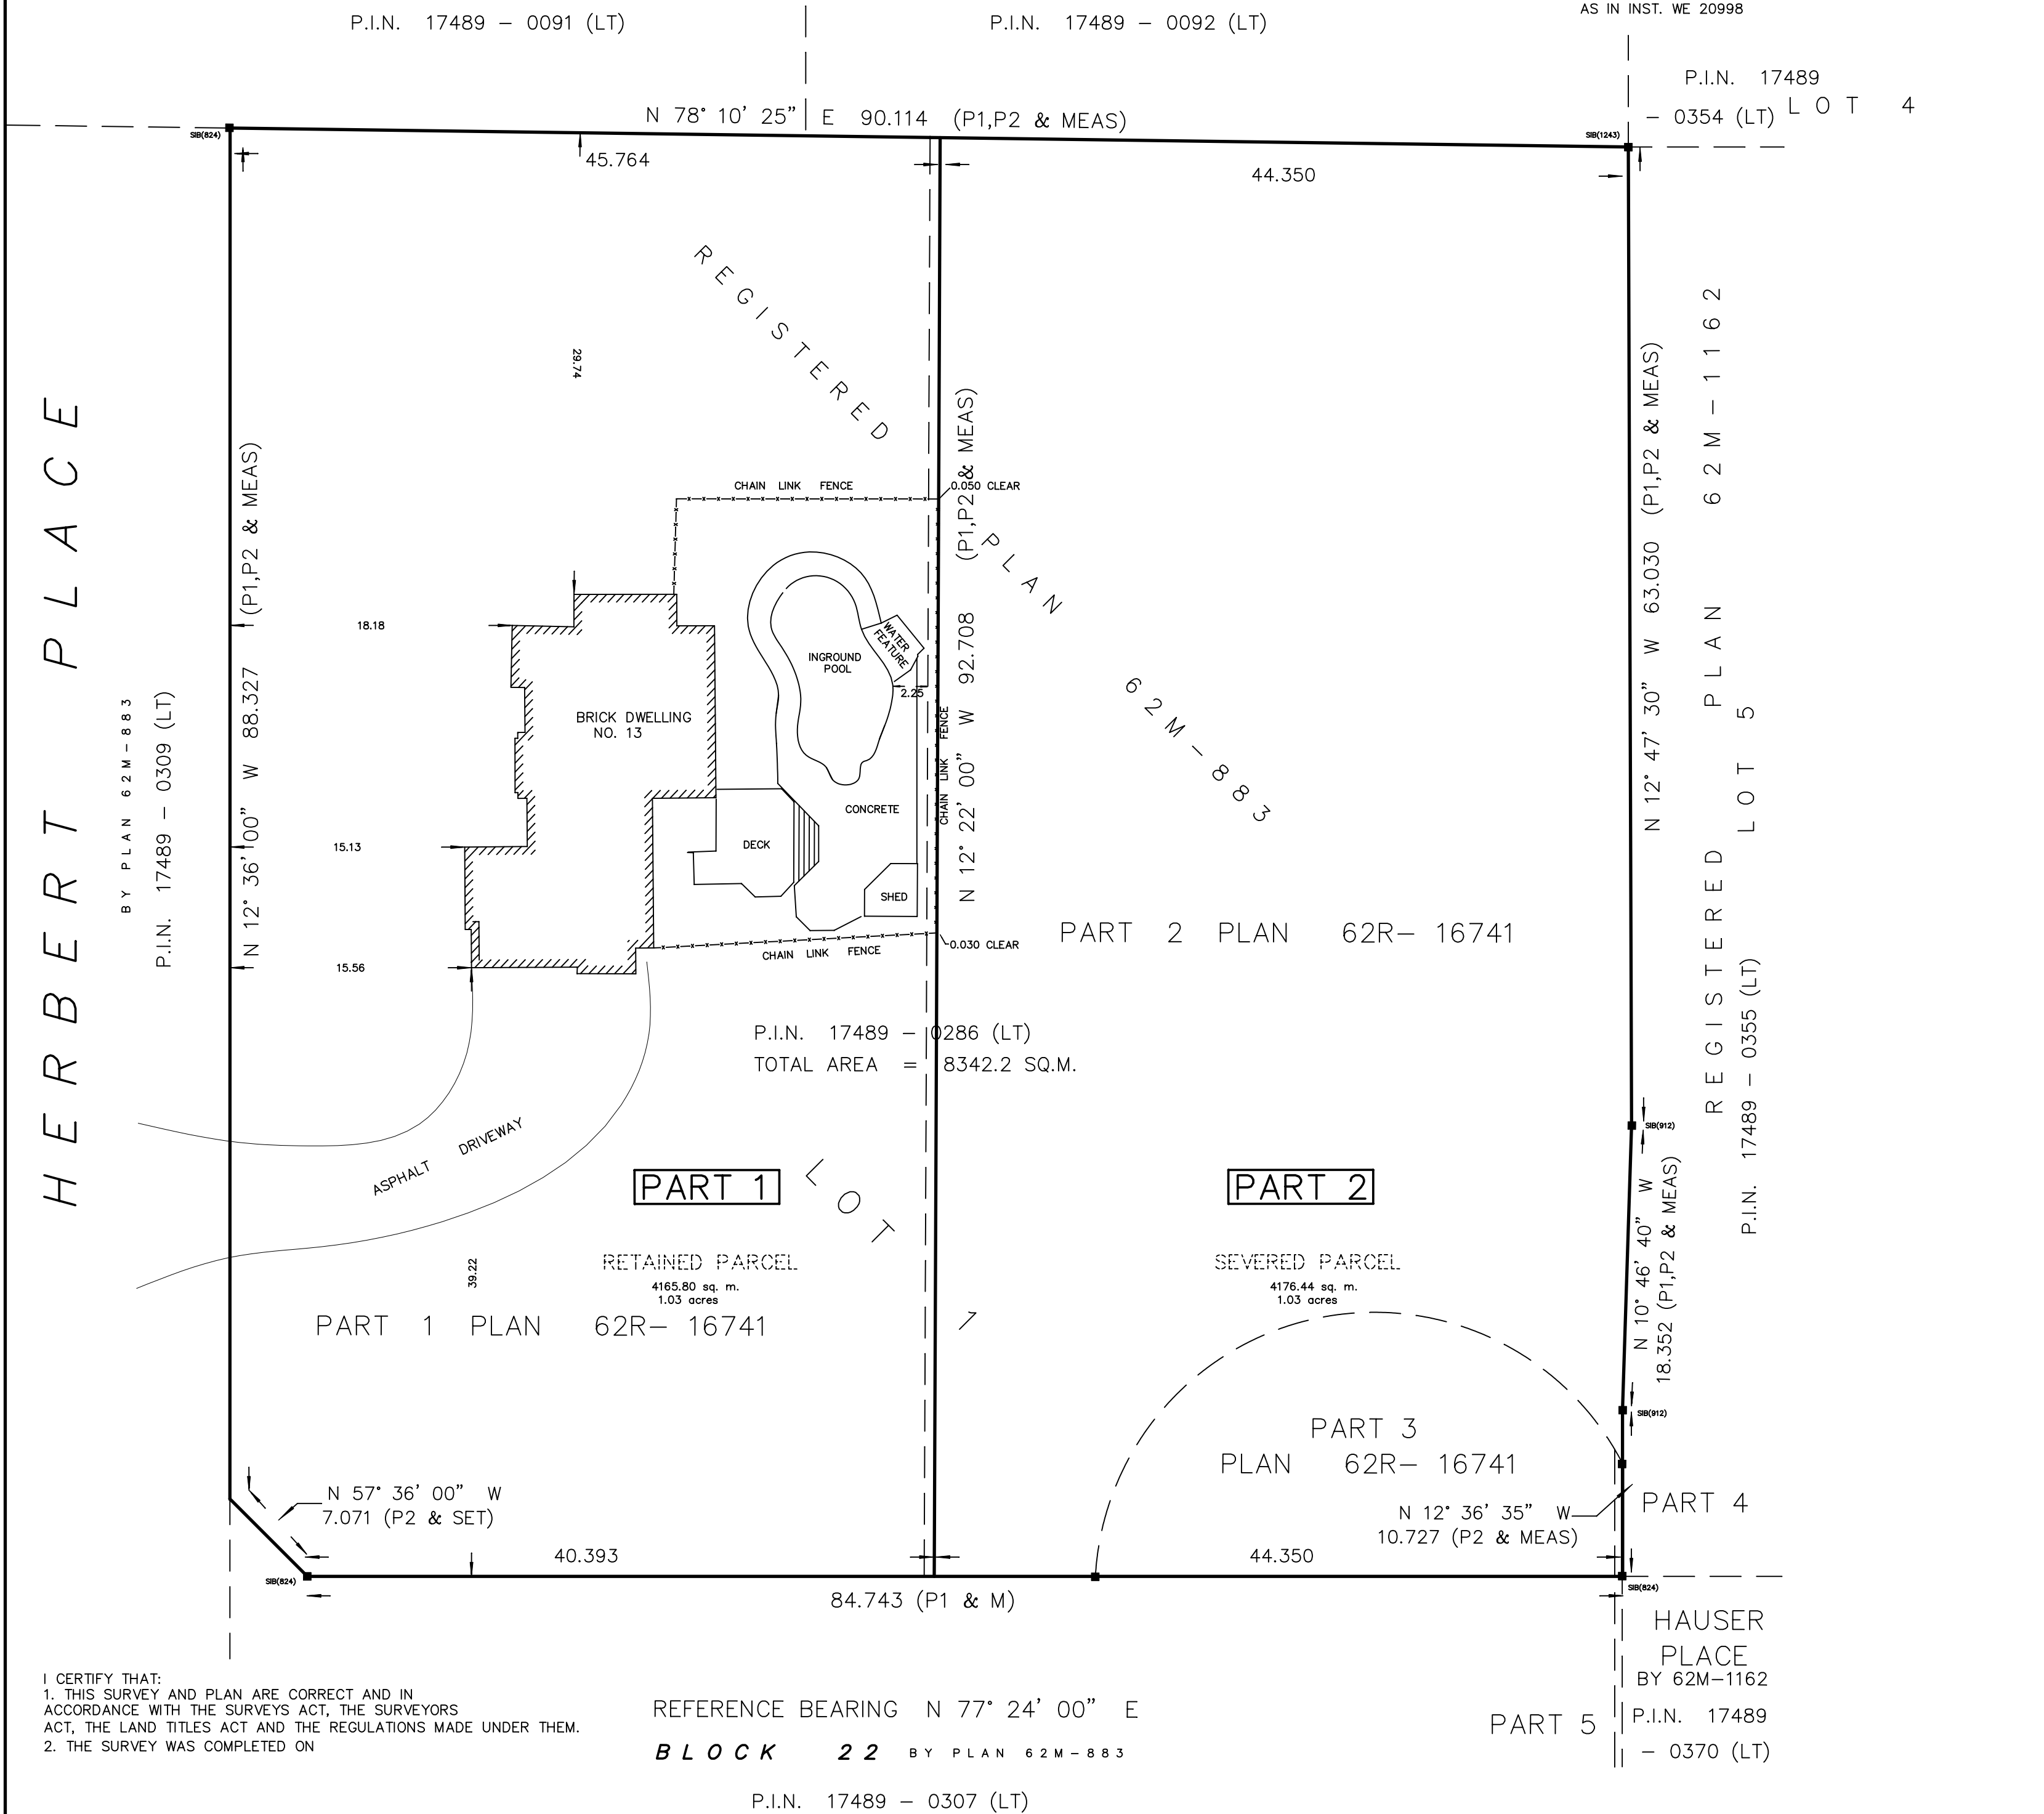 P.I.N. 17489 - 0091 (LT)
P.I.N. 17489 - 0092 (LT)
AS IN INST. WE 20998
P.I.N. 17489
- 0354 (LT)
LOT 4
N 78° 10' 25" E 90.114 (P1,P2 & MEAS)
SIB(824)
SIB(1243)
45.764
44.350
REGISTERED
PLAN
62M-883
LOT
1
29.74
HERBERT PLACE
BY PLAN 62M-883
P.I.N. 17489 - 0309 (LT)
N 12° 36' 00" W 88.327 (P1,P2 & MEAS)
CHAIN LINK FENCE
0.050 CLEAR
18.18
15.13
15.56
BRICK DWELLING
NO. 13
INGROUND
POOL
WATER
FEATURE
2.25
CONCRETE
DECK
SHED
CHAIN LINK FENCE
CHAIN LINK FENCE
0.030 CLEAR
N 12° 22' 00" W 92.708 (P1,P2 & MEAS)
PART 2 PLAN 62R- 16741
N 12° 47' 30" W 63.030 (P1,P2 & MEAS)
REGISTERED PLAN 62M-1162
LOT 5
P.I.N. 17489 - 0355 (LT)
P.I.N. 17489 - 0286 (LT)
TOTAL AREA = 8342.2 SQ.M.
SIB(912)
N 10° 46' 40" W
18.352 (P1,P2 & MEAS)
ASPHALT DRIVEWAY
39.22
PART 1
RETAINED PARCEL
4165.80 sq. m.
1.03 acres
PART 1 PLAN 62R- 16741
PART 2
SEVERED PARCEL
4176.44 sq. m.
1.03 acres
SIB(912)
PART 3
PLAN 62R- 16741
PART 4
N 12° 36' 35" W
10.727 (P2 & MEAS)
N 57° 36' 00" W
7.071 (P2 & SET)
40.393
44.350
SIB(824)
SIB(824)
84.743 (P1 & M)
HAUSER
PLACE
BY 62M-1162
P.I.N. 17489
- 0370 (LT)
PART 5
I CERTIFY THAT:
1. THIS SURVEY AND PLAN ARE CORRECT AND IN
ACCORDANCE WITH THE SURVEYS ACT, THE SURVEYORS
ACT, THE LAND TITLES ACT AND THE REGULATIONS MADE UNDER THEM.
2. THE SURVEY WAS COMPLETED ON
REFERENCE BEARING N 77° 24' 00" E
BLOCK 22 BY PLAN 62M-883
P.I.N. 17489 - 0307 (LT)